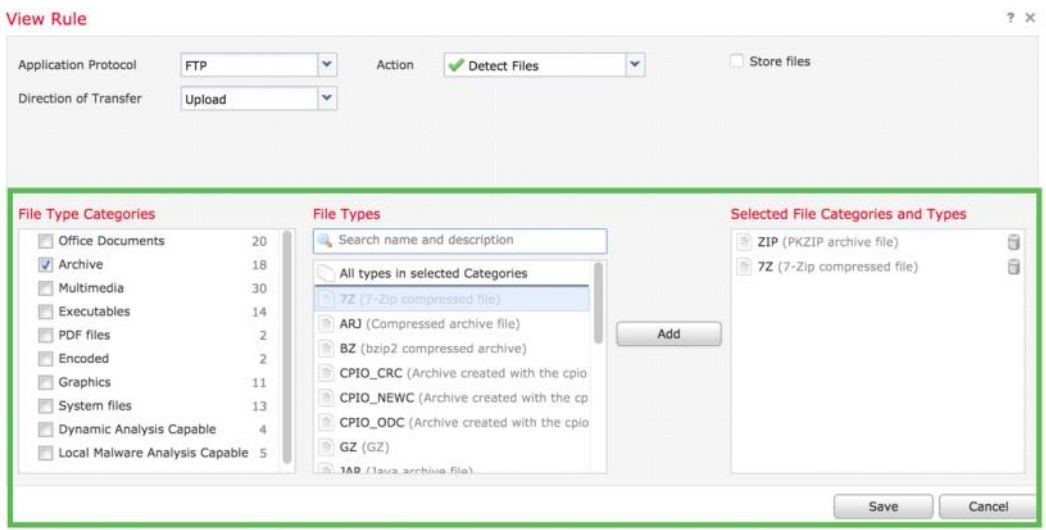 View Rule ? ×
Application Protocol FTP Action Detect Files Store files
Direction of Transfer Upload
File Type Categories
Office Documents 20
Archive 18
Multimedia 30
Executables 14
PDF files 2
Encoded 2
Graphics 11
System files 13
Dynamic Analysis Capable 4
Local Malware Analysis Capable 5
File Types
Search name and description
All types in selected Categories
7Z (7-Zip compressed file)
ARJ (Compressed archive file)
BZ (bzip2 compressed archive)
CPIO_CRC (Archive created with the cpio
CPIO_NEWC (Archive created with the cp
CPIO_ODC (Archive created with the cpio
GZ (GZ)
JAR (Java archive file)
Add
Selected File Categories and Types
ZIP (PKZIP archive file)
7Z (7-Zip compressed file)
Save Cancel